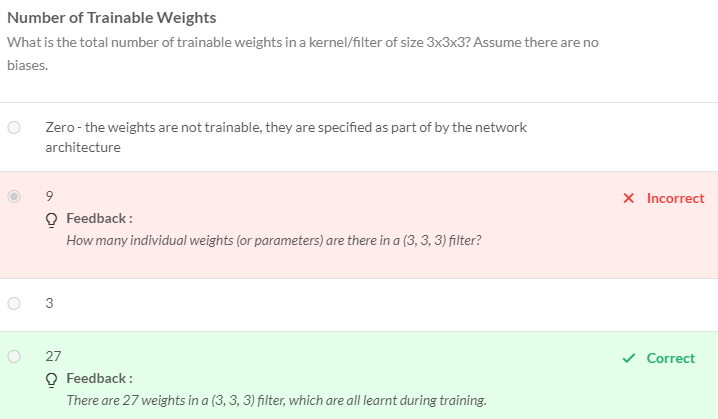 Number of Trainable Weights
What is the total number of trainable weights in a kernel/filter of size 3x3x3? Assume there are no
biases.
Zero - the weights are not trainable, they are specified as part of by the network
architecture
9
Incorrect
Feedback :
How many individual weights (or parameters) are there in a (3, 3, 3) filter?
3
27
Correct
Feedback :
There are 27 weights in a (3, 3, 3) filter, which are all learnt during training.